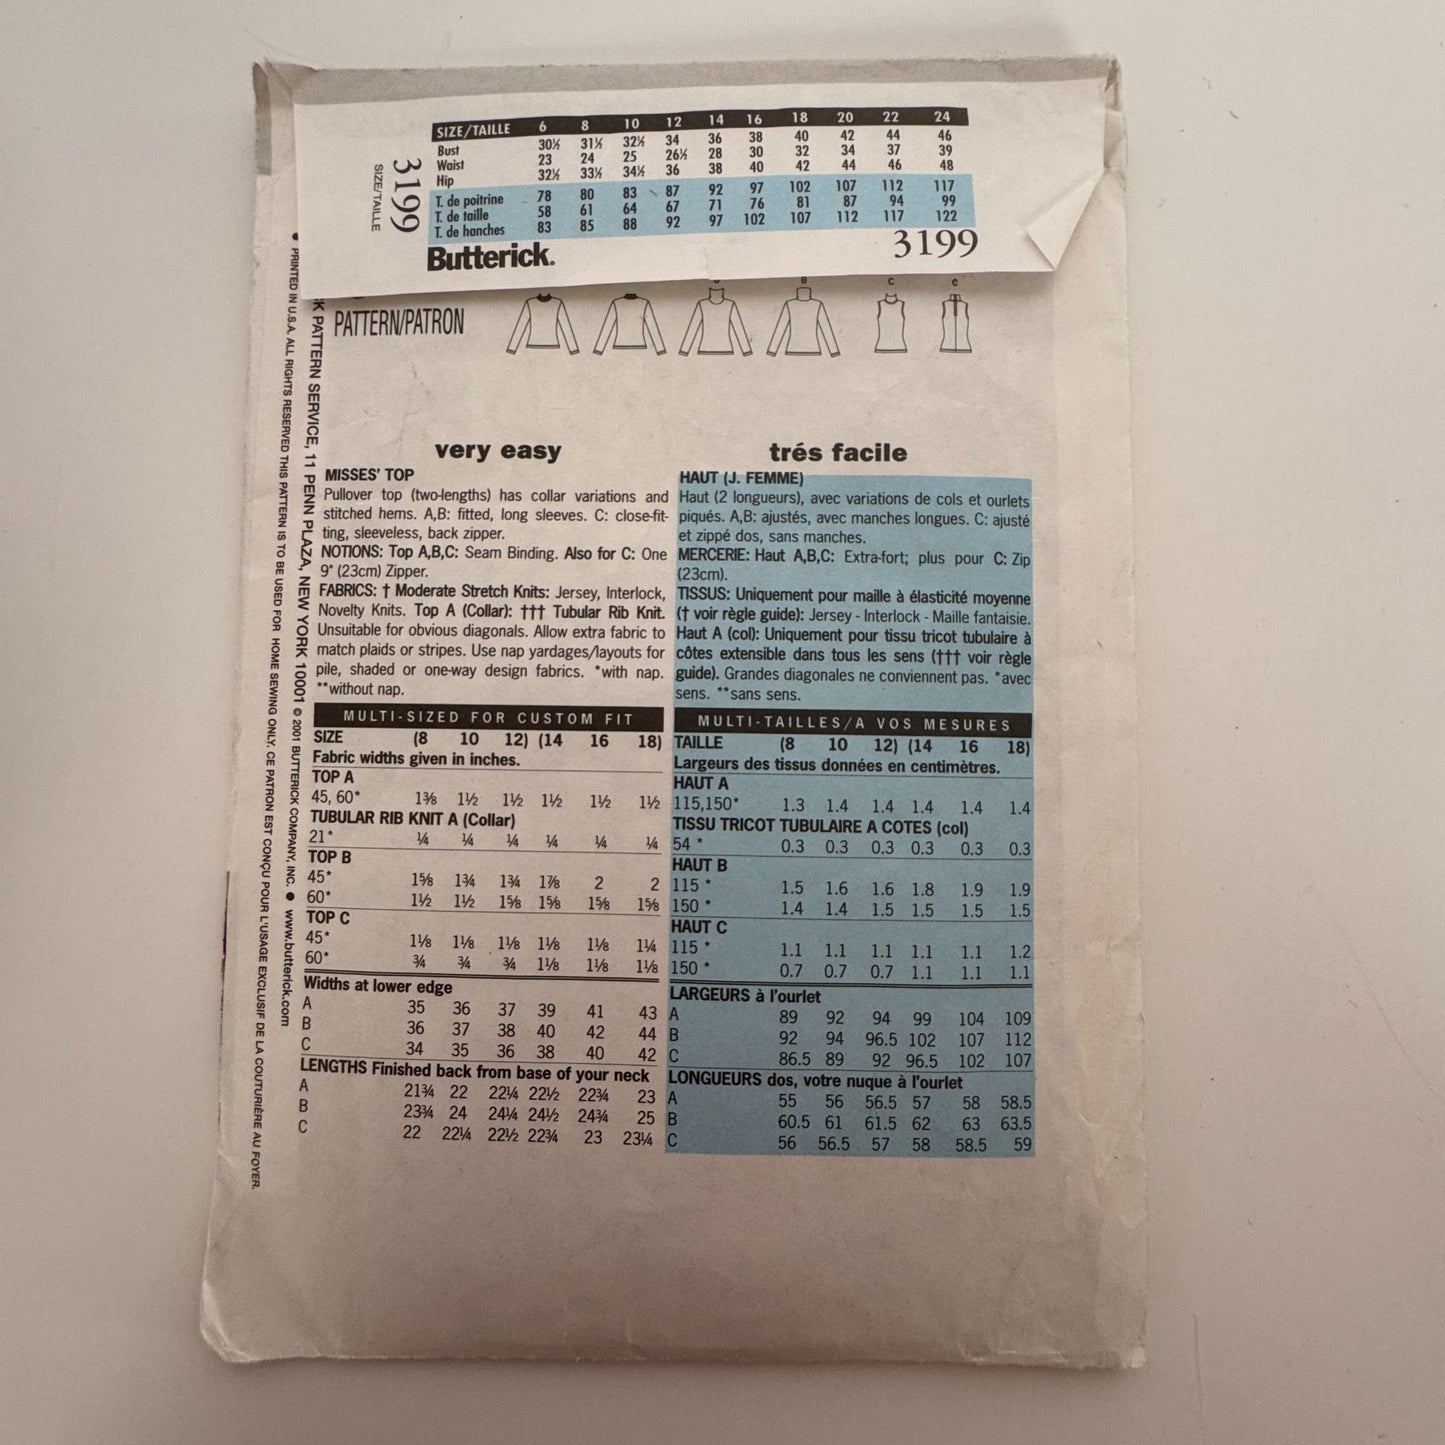 SIZE/TAILLE 6 8 10 12 14 16 18 20 22 24
Bust 30½ 31½ 32½ 34 36 38 40 42 44 46
Waist 23 24 25 26½ 28 30 32 34 37 39
Hip 32½ 33½ 34½ 36 38 40 42 44 46 48
T. de poitrine 78 80 83 87 92 97 102 107 112 117
T. de taille 58 61 64 67 71 76 81 87 94 99
T. de hanches 83 85 88 92 97 102 107 112 117 122
Butterick. 3199
3199
SIZE/TAILLE
PATTERN/PATRON
B C C
K PATTERN SERVICE, 11 PENN PLAZA, NEW YORK 10001 © 2001 BUTTERICK COMPANY, INC. ● www.butterick.com
● PRINTED IN U.S.A. ALL RIGHTS RESERVED THIS PATTERN IS TO BE USED FOR HOME SEWING ONLY. CE PATRON EST CONÇU POUR L'USAGE EXCLUSIF DE LA COUTURIÈRE AU FOYER.
very easy
MISSES' TOP
Pullover top (two-lengths) has collar variations and
stitched hems. A,B: fitted, long sleeves. C: close-fit-
ting, sleeveless, back zipper.
NOTIONS: Top A,B,C: Seam Binding. Also for C: One
9" (23cm) Zipper.
FABRICS: † Moderate Stretch Knits: Jersey, Interlock,
Novelty Knits. Top A (Collar): ††† Tubular Rib Knit.
Unsuitable for obvious diagonals. Allow extra fabric to
match plaids or stripes. Use nap yardages/layouts for
pile, shaded or one-way design fabrics. *with nap.
**without nap.
MULTI-SIZED FOR CUSTOM FIT
SIZE (8 10 12) (14 16 18)
Fabric widths given in inches.
TOP A
45, 60* 1⅜ 1½ 1½ 1½ 1½ 1½
TUBULAR RIB KNIT A (Collar)
21* ¼ ¼ ¼ ¼ ¼ ¼
TOP B
45* 1⅝ 1¾ 1¾ 1⅞ 2 2
60* 1½ 1½ 1⅝ 1⅝ 1⅝ 1⅝
TOP C
45* 1⅛ 1⅛ 1⅛ 1⅛ 1⅛ 1¼
60* ¾ ¾ ¾ 1⅛ 1⅛ 1⅛
Widths at lower edge
A 35 36 37 39 41 43
B 36 37 38 40 42 44
C 34 35 36 38 40 42
LENGTHS Finished back from base of your neck
A 21¾ 22 22¼ 22½ 22¾ 23
B 23¾ 24 24¼ 24½ 24¾ 25
C 22 22¼ 22½ 22¾ 23 23¼
trés facile
HAUT (J. FEMME)
Haut (2 longueurs), avec variations de cols et ourlets
piqués. A,B: ajustés, avec manches longues. C: ajusté
et zippé dos, sans manches.
MERCERIE: Haut A,B,C: Extra-fort; plus pour C: Zip
(23cm).
TISSUS: Uniquement pour maille à élasticité moyenne
(† voir règle guide): Jersey - Interlock - Maille fantaisie.
Haut A (col): Uniquement pour tissu tricot tubulaire à
côtes extensible dans tous les sens (††† voir règle
guide). Grandes diagonales ne conviennent pas. *avec
sens. **sans sens.
MULTI-TAILLES/A VOS MESURES
TAILLE (8 10 12) (14 16 18)
Largeurs des tissus données en centimètres.
HAUT A
115,150* 1.3 1.4 1.4 1.4 1.4 1.4
TISSU TRICOT TUBULAIRE A COTES (col)
54 * 0.3 0.3 0.3 0.3 0.3 0.3
HAUT B
115 * 1.5 1.6 1.6 1.8 1.9 1.9
150 * 1.4 1.4 1.5 1.5 1.5 1.5
HAUT C
115 * 1.1 1.1 1.1 1.1 1.1 1.2
150 * 0.7 0.7 0.7 1.1 1.1 1.1
LARGEURS à l'ourlet
A 89 92 94 99 104 109
B 92 94 96.5 102 107 112
C 86.5 89 92 96.5 102 107
LONGUEURS dos, votre nuque à l'ourlet
A 55 56 56.5 57 58 58.5
B 60.5 61 61.5 62 63 63.5
C 56 56.5 57 58 58.5 59